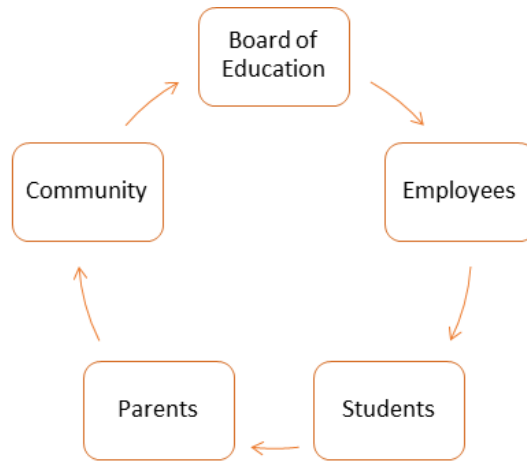 Board of
Education
Employees
Students
Parents
Community